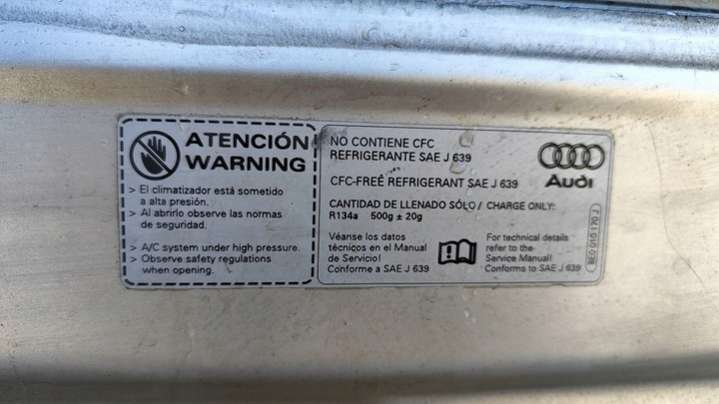 ATENCIÓN
WARNING
> El climatizador está sometido
a alta presión.
> Al abrirlo observe las normas
de seguridad.
> A/C system under high pressure.
> Observe safety regulations
when opening.
NO CONTIENE CFC
REFRIGERANTE SAE J 639
CFC-FREE REFRIGERANT SAE J 639
CANTIDAD DE LLENADO SÓLO / CHARGE ONLY:
R134a 500g ± 20g
Véanse los datos
técnicos en el Manual
de Servicio!
Conforme a SAE J 639
For technical details
refer to the
Service Manual!
Conforms to SAE J 639
Audi
8E0 010 170 J